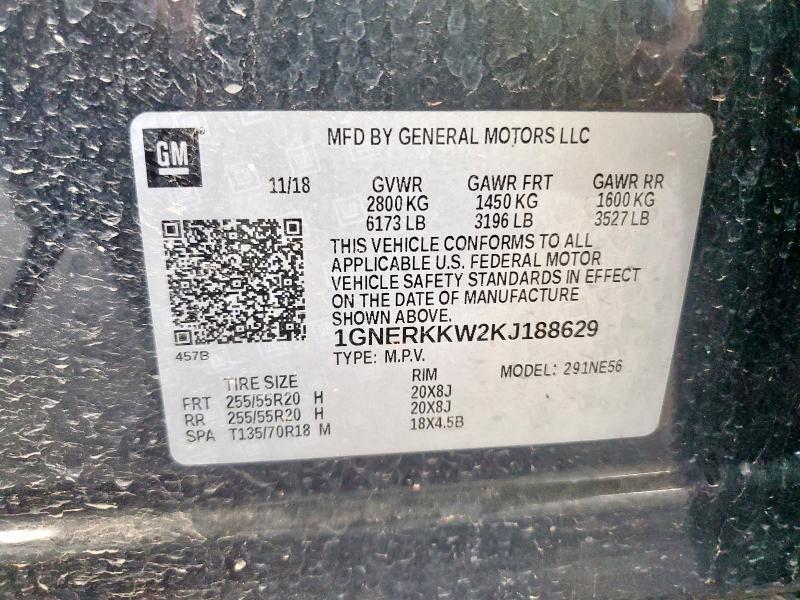 GM
MFD BY GENERAL MOTORS LLC
11/18 GVWR GAWR FRT GAWR RR
2800 KG 1450 KG 1600 KG
6173 LB 3196 LB 3527 LB
THIS VEHICLE CONFORMS TO ALL
APPLICABLE U.S. FEDERAL MOTOR
VEHICLE SAFETY STANDARDS IN EFFECT
ON THE DATE OF MANUFACTURE
SHOWN ABOVE.
1GNERKKW2KJ188629
457B
TYPE: M.P.V. MODEL: 291NE56
TIRE SIZE RIM
FRT 255/55R20 H 20X8J
RR 255/55R20 H 20X8J
SPA T135/70R18 M 18X4.5B